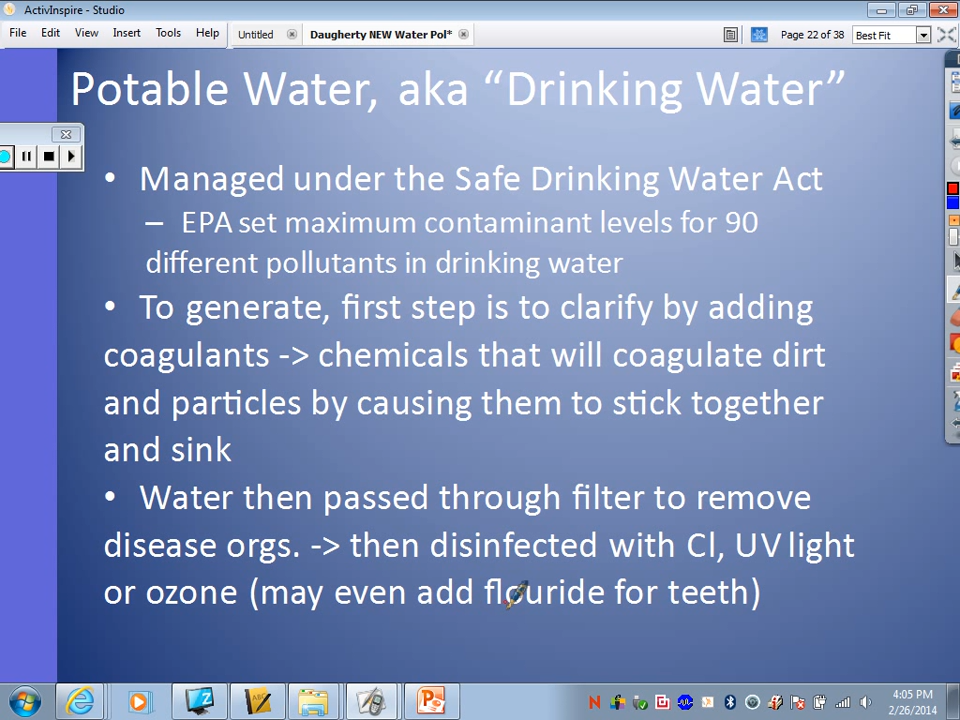 ActivInspire - Studio
File Edit View Insert Tools Help Untitled Daugherty NEW Water Pol* Page 22 of 38 Best Fit
Potable Water, aka “Drinking Water”
• Managed under the Safe Drinking Water Act
– EPA set maximum contaminant levels for 90
different pollutants in drinking water
• To generate, first step is to clarify by adding
coagulants -> chemicals that will coagulate dirt
and particles by causing them to stick together
and sink
• Water then passed through filter to remove
disease orgs. -> then disinfected with Cl, UV light
or ozone (may even add flouride for teeth)
4:05 PM
2/26/2014